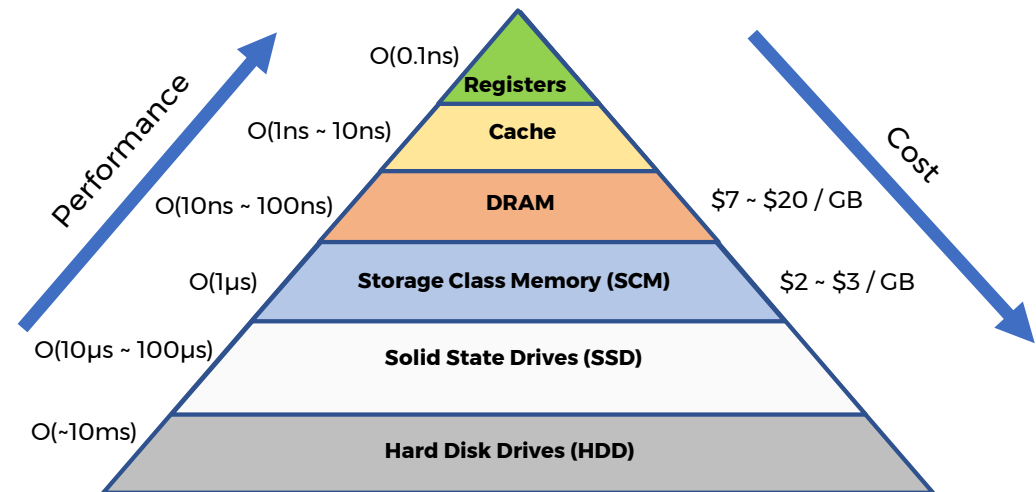 O(0.1ns)
Registers
Performance
O(1ns ~ 10ns)
Cache
Cost
O(10ns ~ 100ns)
DRAM
$7 ~ $20 / GB
O(1µs)
Storage Class Memory (SCM)
$2 ~ $3 / GB
O(10µs ~ 100µs)
Solid State Drives (SSD)
O(~10ms)
Hard Disk Drives (HDD)